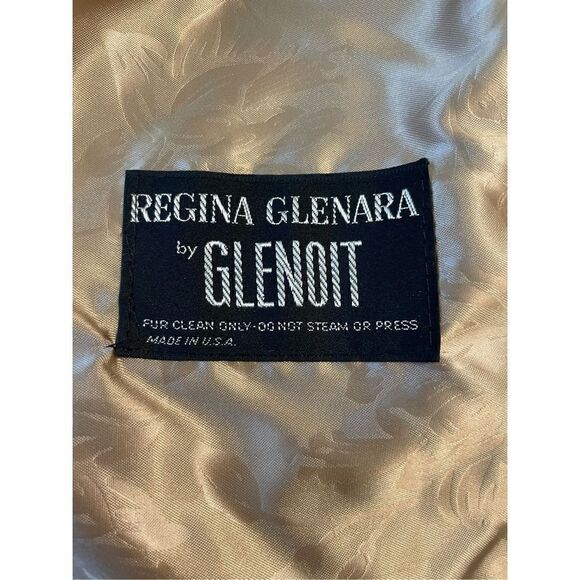 REGINA GLENARA
by GLENOIT
FUR CLEAN ONLY-DO NOT STEAM OR PRESS
MADE IN U.S.A.